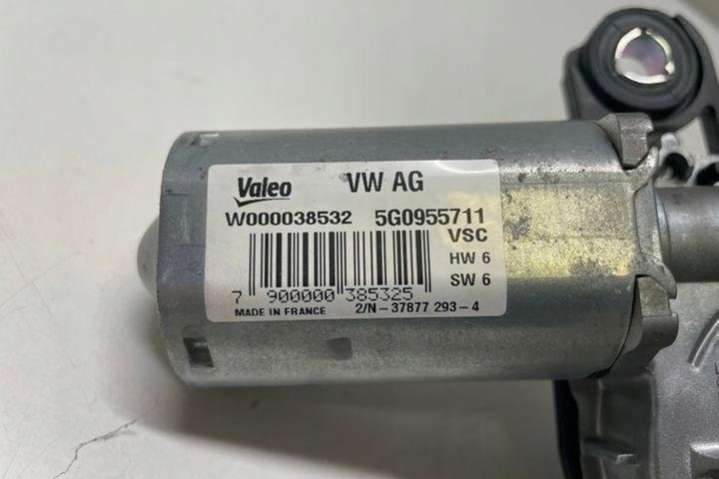 Valeo VW AG
W000038532 5G0955711
VSC
HW 6
SW 6
7 900000 385325
MADE IN FRANCE 2/N-37877 293-4